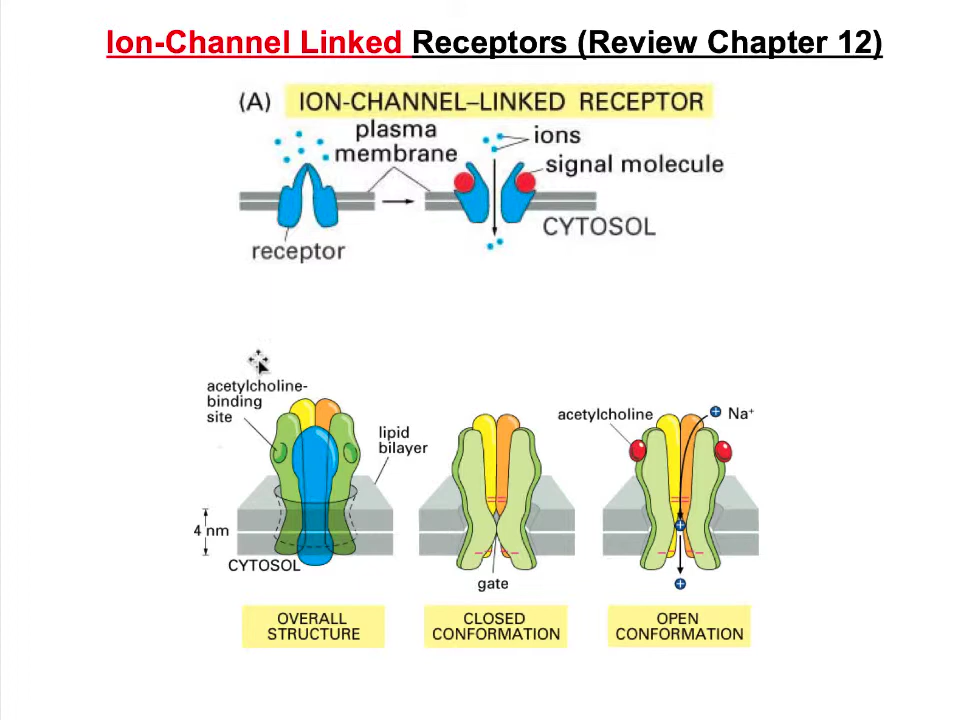 Ion-Channel Linked Receptors (Review Chapter 12)
(A) ION-CHANNEL–LINKED RECEPTOR
plasma
membrane
ions
signal molecule
CYTOSOL
receptor
acetylcholine-
binding
site
lipid
bilayer
4 nm
CYTOSOL
gate
acetylcholine
+ Na⁺
+
+
OVERALL
STRUCTURE
CLOSED
CONFORMATION
OPEN
CONFORMATION